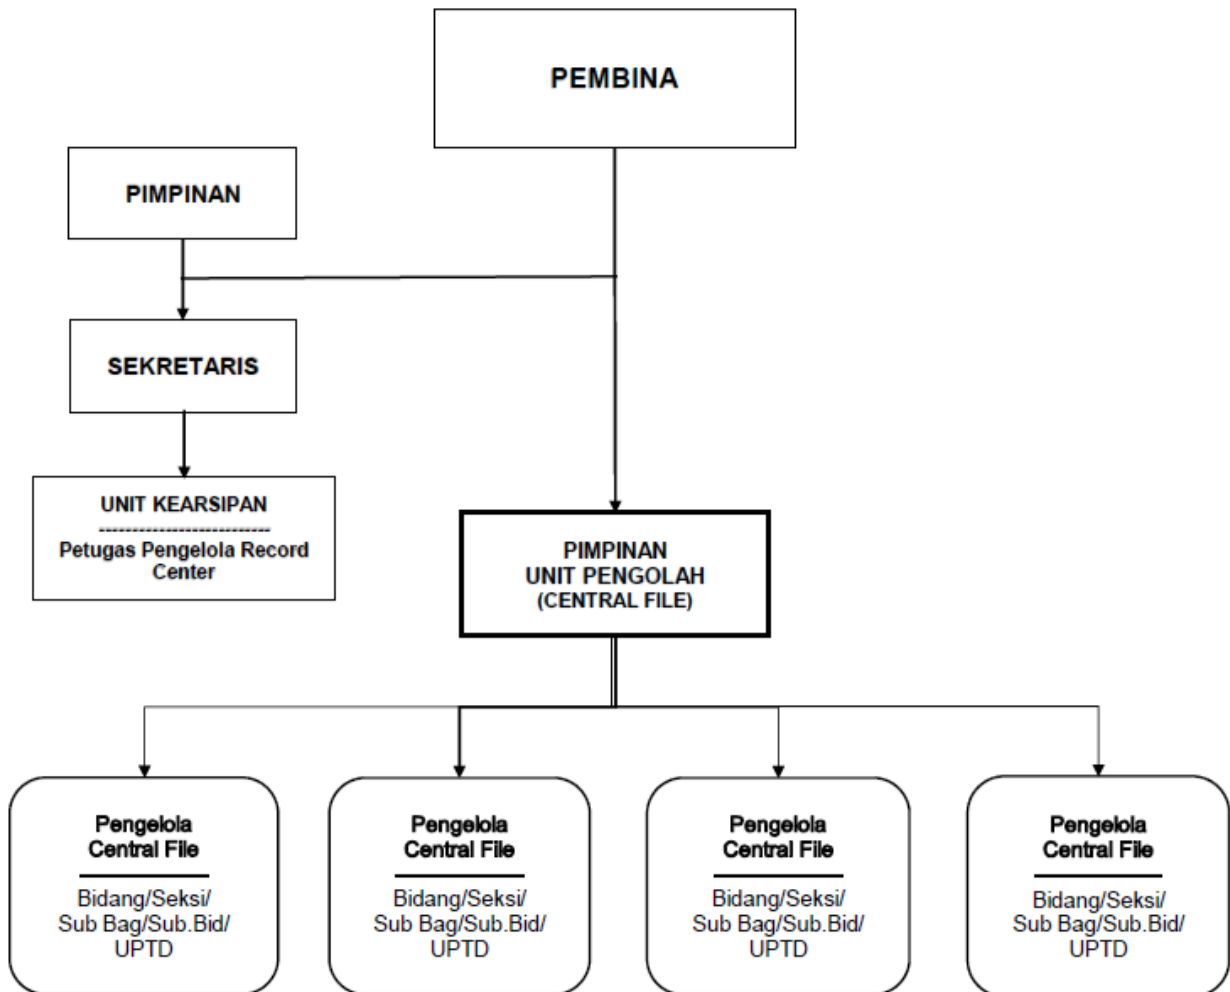 PEMBINA
PIMPINAN
SEKRETARIS
UNIT KEARSIPAN
---------------------------
Petugas Pengelola Record
Center
PIMPINAN
UNIT PENGOLAH
(CENTRAL FILE)
Pengelola
Central File
Bidang/Seksi/
Sub Bag/Sub.Bid/
UPTD
Pengelola
Central File
Bidang/Seksi/
Sub Bag/Sub.Bid/
UPTD
Pengelola
Central File
Bidang/Seksi/
Sub Bag/Sub.Bid/
UPTD
Pengelola
Central File
Bidang/Seksi/
Sub Bag/Sub.Bid/
UPTD